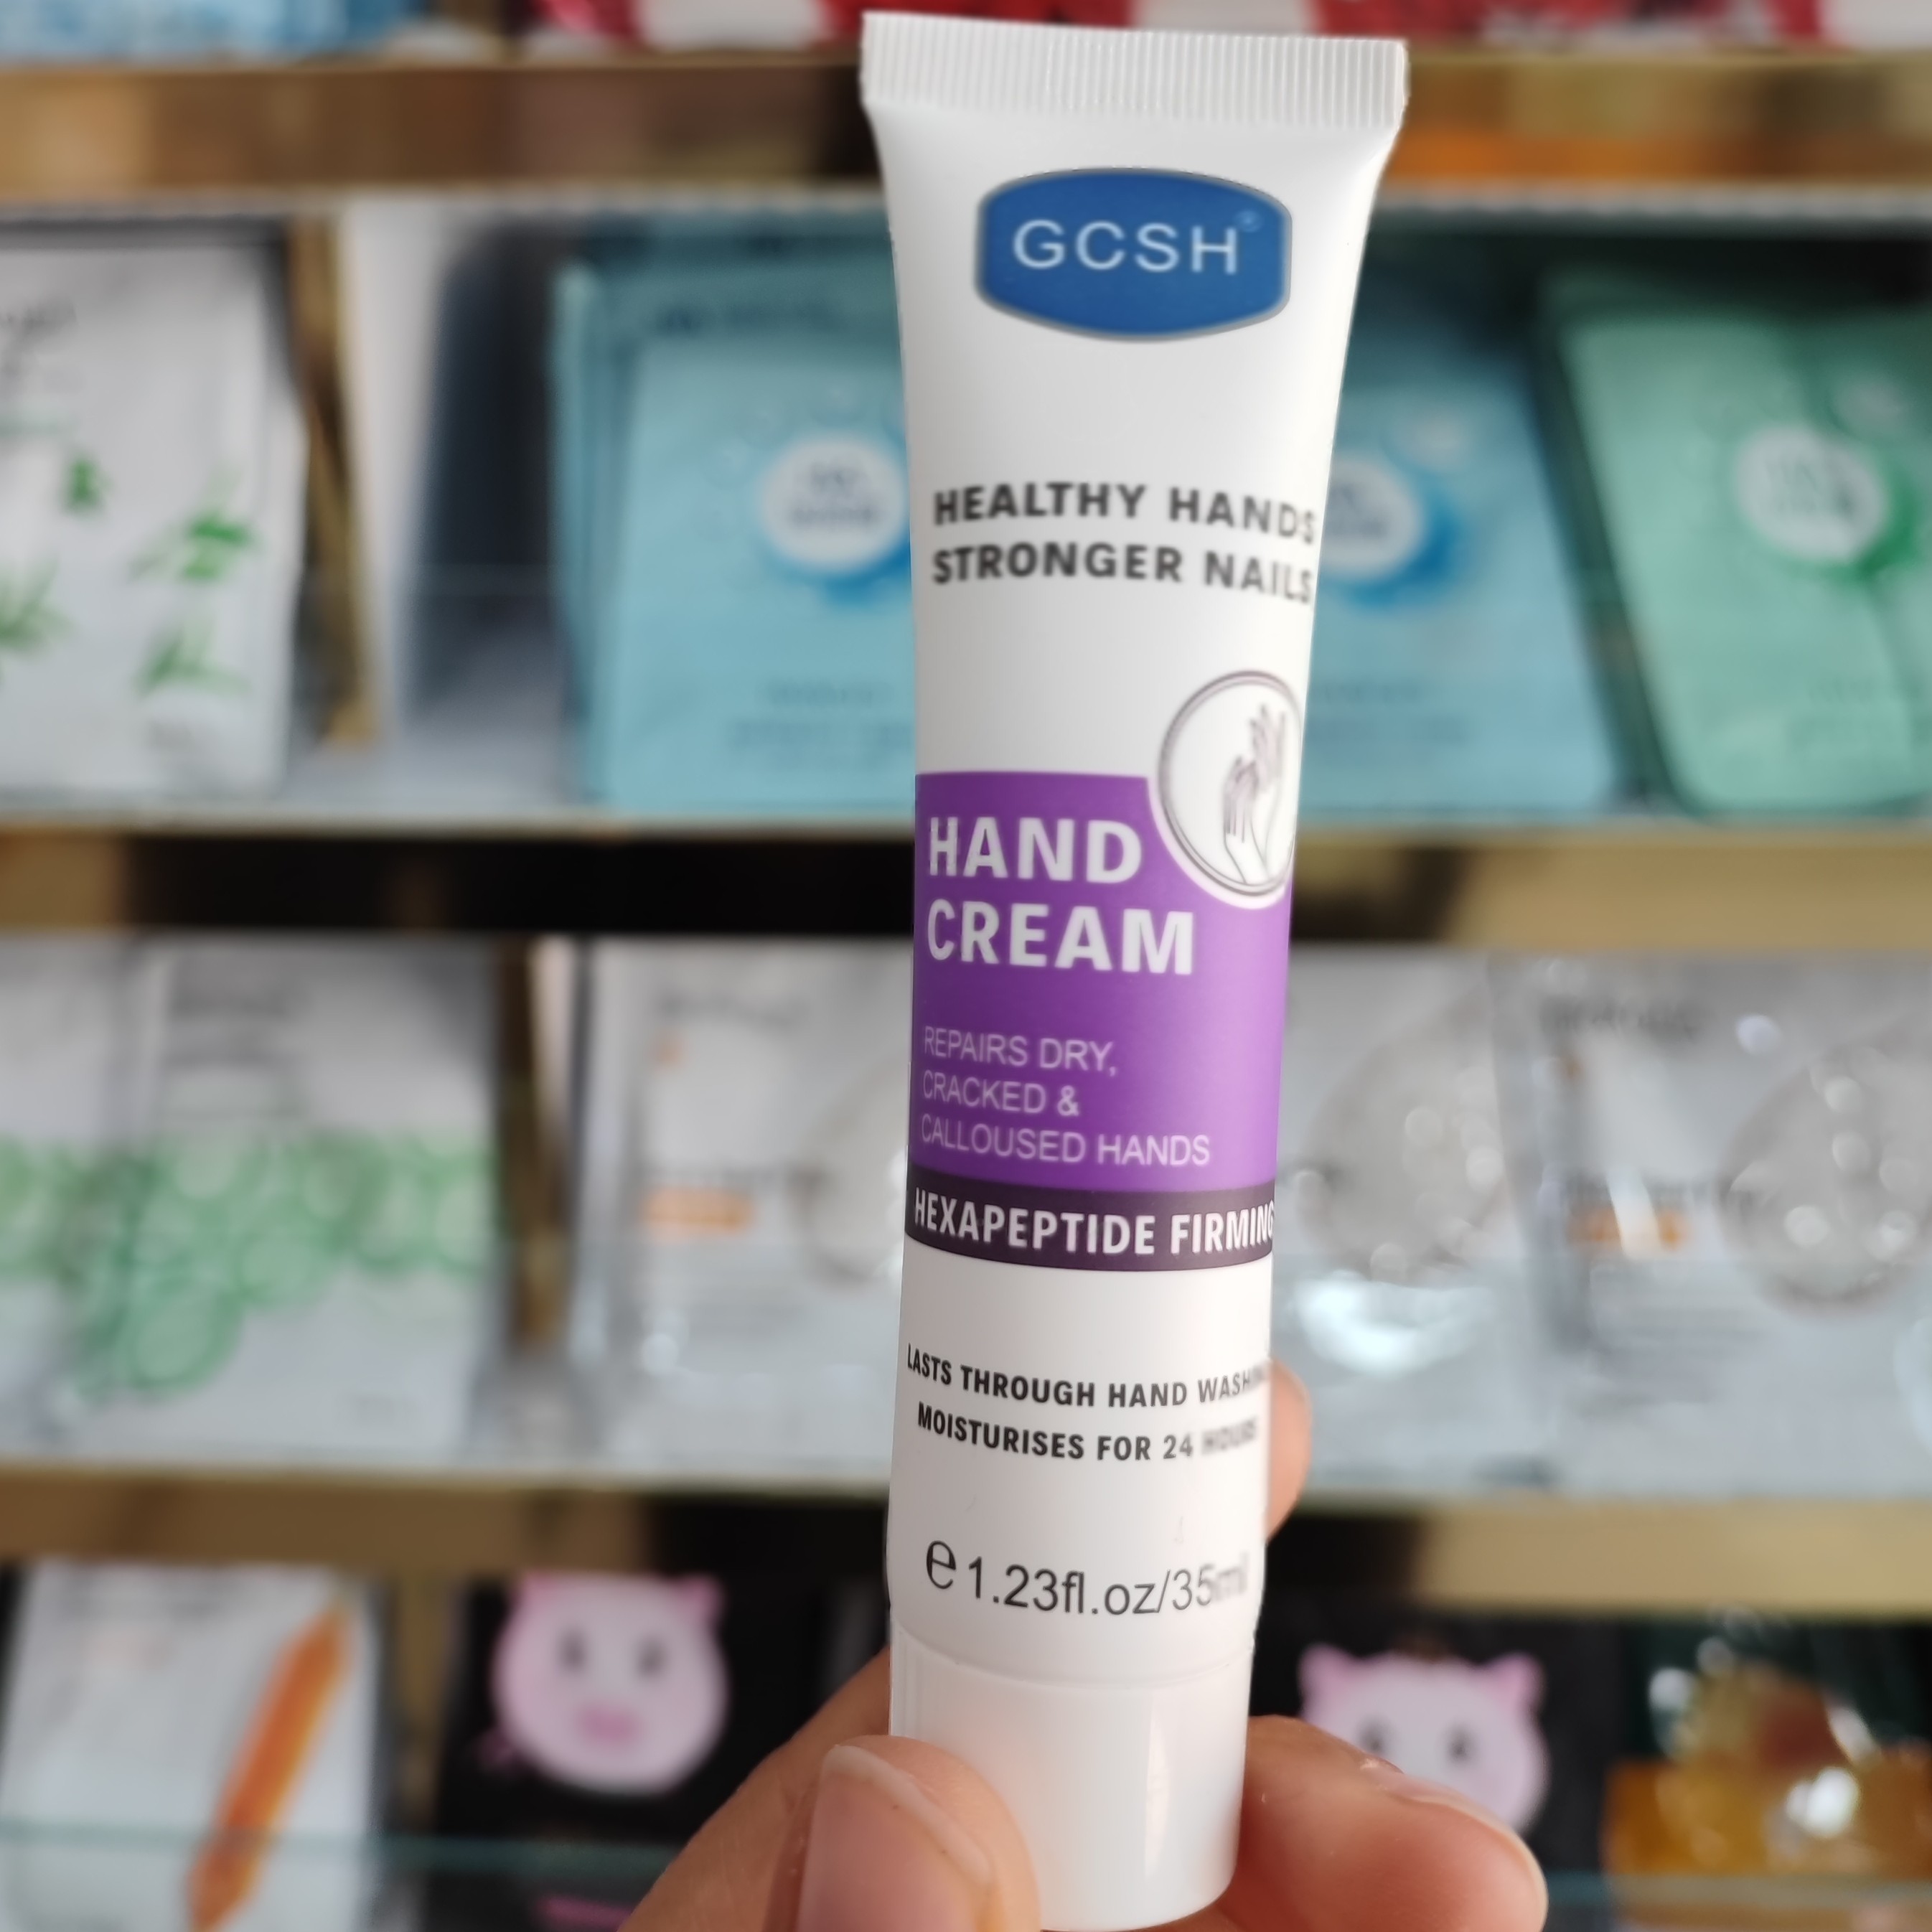 GCSH
HEALTHY HANDS
STRONGER NAILS
HAND
CREAM
REPAIRS DRY,
CRACKED &
CALLOUSED HANDS
HEXAPEPTIDE FIRMING
LASTS THROUGH HAND
MOISTURISES FOR 24 HOURS
e 1.23fl.oz/35ml